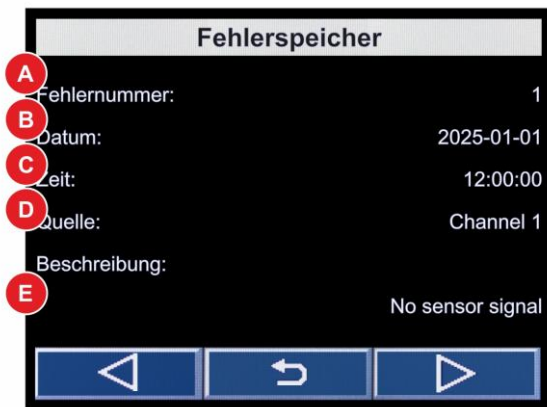 Fehlerspeicher
A
Fehlernummer: 1
B
Datum: 2025-01-01
C
Zeit: 12:00:00
D
Quelle: Channel 1
Beschreibung:
E
No sensor signal